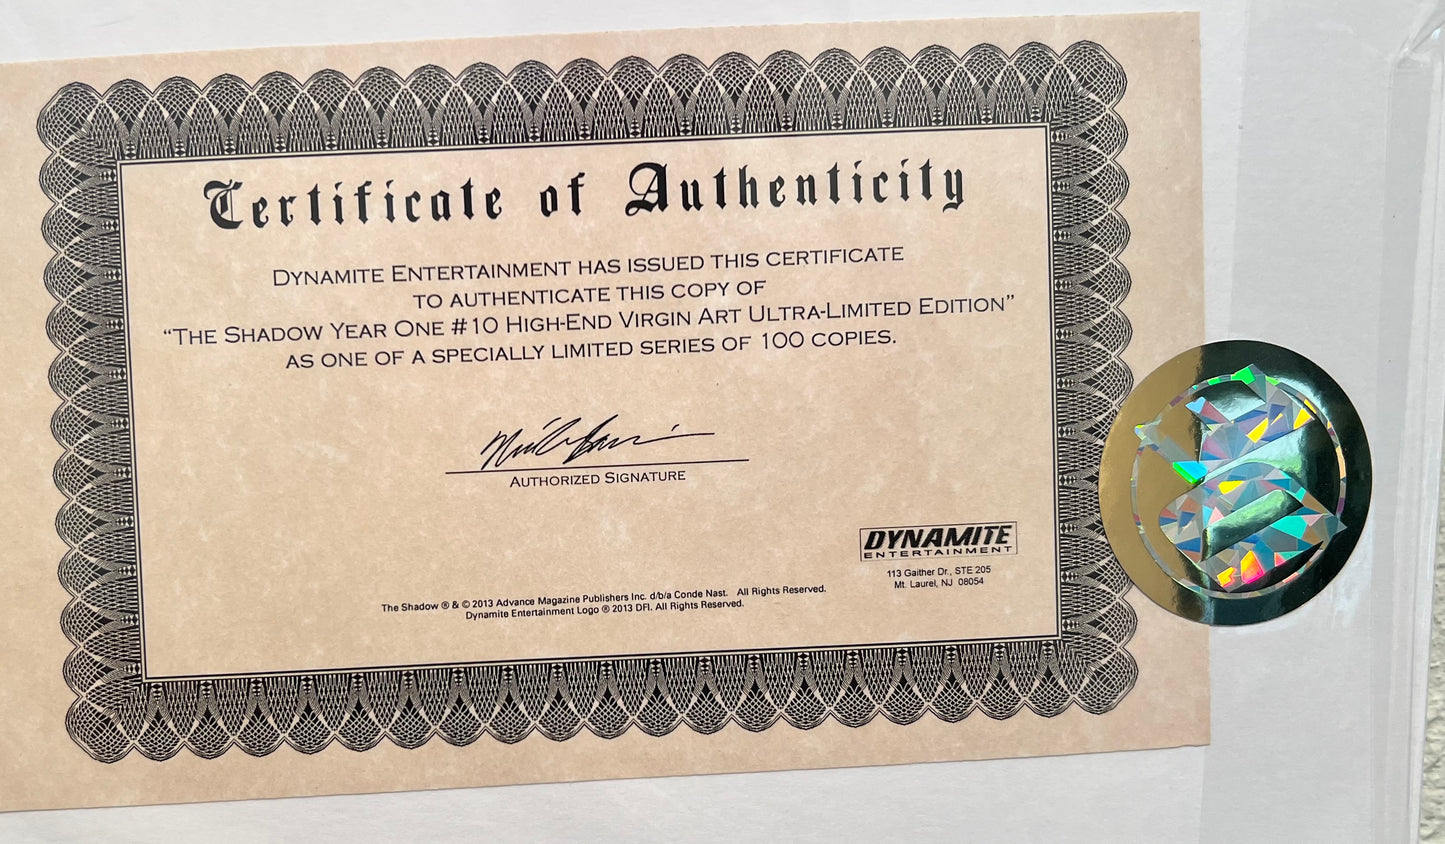 Certificate of Authenticity
DYNAMITE ENTERTAINMENT HAS ISSUED THIS CERTIFICATE
TO AUTHENTICATE THIS COPY OF
“THE SHADOW YEAR ONE #10 HIGH-END VIRGIN ART ULTRA-LIMITED EDITION”
AS ONE OF A SPECIALLY LIMITED SERIES OF 100 COPIES.
AUTHORIZED SIGNATURE
DYNAMITE
ENTERTAINMENT
113 Gaither Dr., STE 205
Mt. Laurel, NJ 08054
The Shadow ® & © 2013 Advance Magazine Publishers Inc. d/b/a Conde Nast. All Rights Reserved.
Dynamite Entertainment Logo ® 2013 DFI. All Rights Reserved.